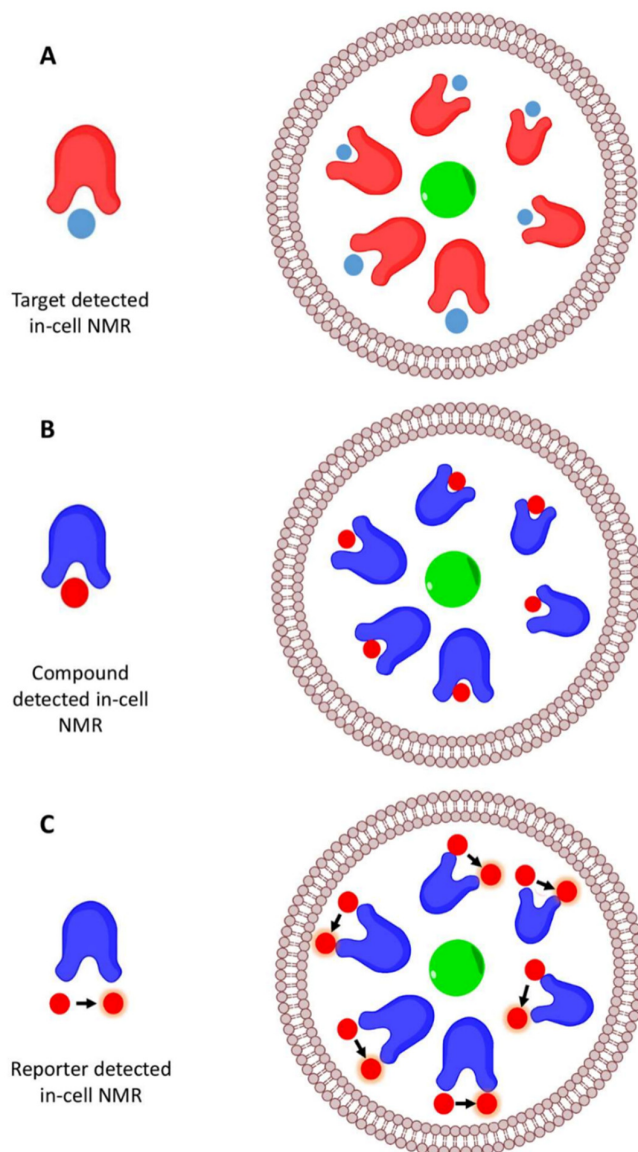 A
Target detected
in-cell NMR
B
Compound
detected in-cell
NMR
C
Reporter detected
in-cell NMR